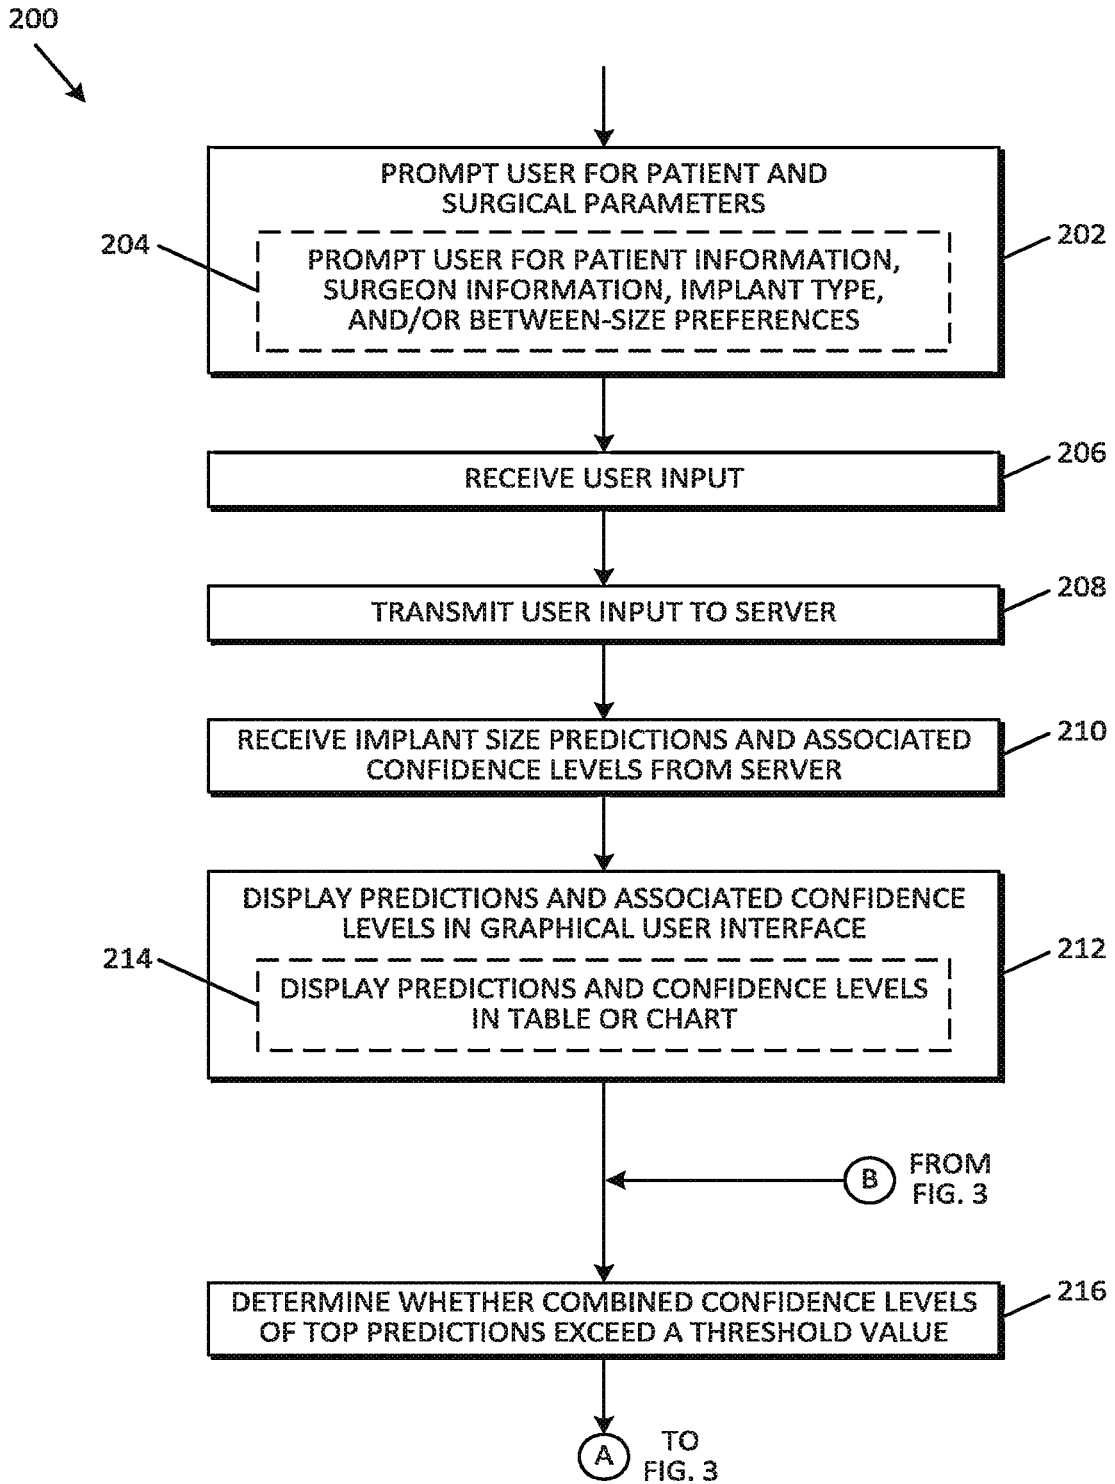 200
PROMPT USER FOR PATIENT AND
SURGICAL PARAMETERS
202
204
PROMPT USER FOR PATIENT INFORMATION,
SURGEON INFORMATION, IMPLANT TYPE,
AND/OR BETWEEN-SIZE PREFERENCES
206
RECEIVE USER INPUT
208
TRANSMIT USER INPUT TO SERVER
210
RECEIVE IMPLANT SIZE PREDICTIONS AND ASSOCIATED
CONFIDENCE LEVELS FROM SERVER
DISPLAY PREDICTIONS AND ASSOCIATED CONFIDENCE
LEVELS IN GRAPHICAL USER INTERFACE
212
214
DISPLAY PREDICTIONS AND CONFIDENCE LEVELS
IN TABLE OR CHART
B
FROM
FIG. 3
216
DETERMINE WHETHER COMBINED CONFIDENCE LEVELS
OF TOP PREDICTIONS EXCEED A THRESHOLD VALUE
A
TO
FIG. 3